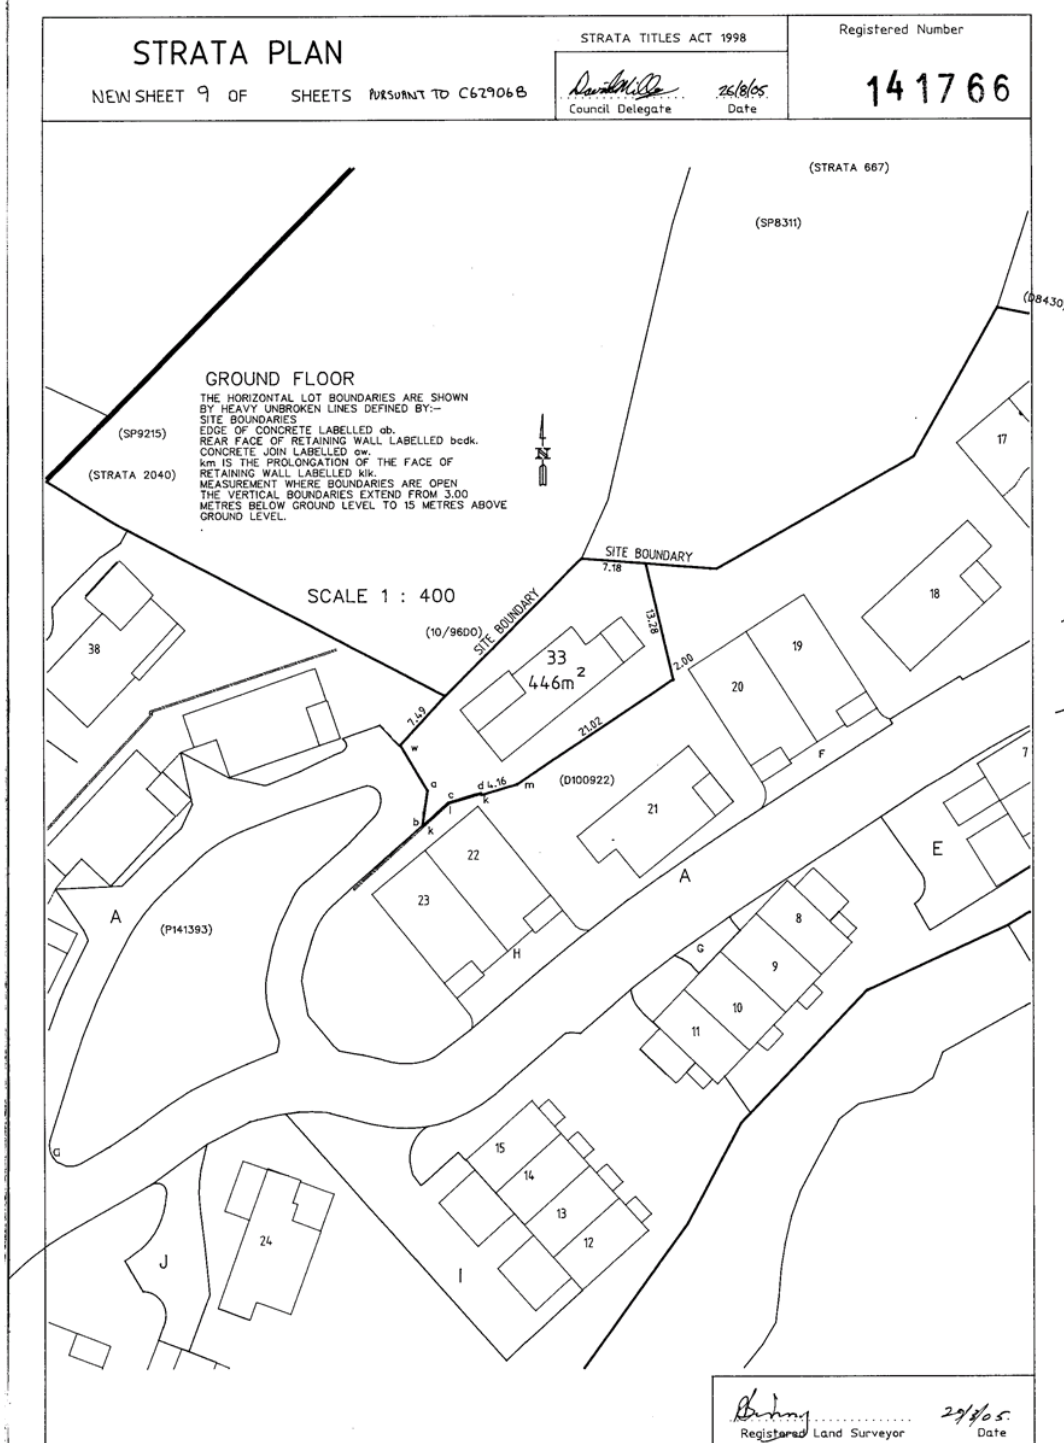 STRATA PLAN
NEW SHEET 9 OF SHEETS PURSUANT TO C629068
STRATA TITLES ACT 1998
26/8/05
Council Delegate Date
Registered Number
141766
(STRATA 667)
(SP8311)
(D8430
GROUND FLOOR
THE HORIZONTAL LOT BOUNDARIES ARE SHOWN
BY HEAVY UNBROKEN LINES DEFINED BY:-
SITE BOUNDARIES
EDGE OF CONCRETE LABELLED ab.
REAR FACE OF RETAINING WALL LABELLED bcdk.
CONCRETE JOIN LABELLED aw.
km IS THE PROLONGATION OF THE FACE OF
RETAINING WALL LABELLED klk.
MEASUREMENT WHERE BOUNDARIES ARE OPEN
THE VERTICAL BOUNDARIES EXTEND FROM 3.00
METRES BELOW GROUND LEVEL TO 15 METRES ABOVE
GROUND LEVEL.
(SP9215)
(STRATA 2040)
N
17
SITE BOUNDARY
7.18
SCALE 1 : 400
SITE BOUNDARY
(10/96DO)
13.28
18
38
33
446m²
2.00
19
20
7.49
w
21.02
F
a
d 4.16
m
(D100922)
c
k
l
b
k
21
7
22
23
A
E
A
(P141393)
8
H
G
9
10
11
a
15
14
13
12
24
J
I
29/8/05.
Registered Land Surveyor Date